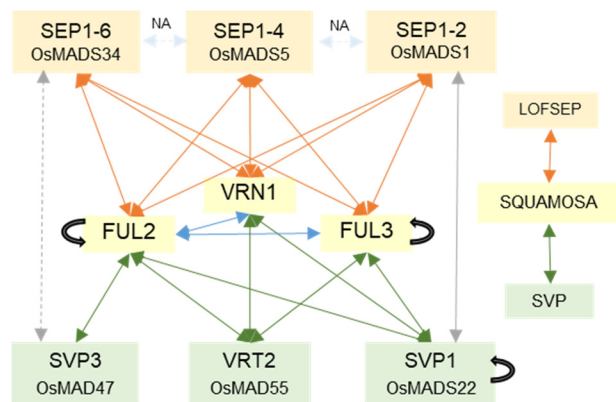 SEP1-6
OsMADS34
NA
SEP1-4
OsMADS5
NA
SEP1-2
OsMADS1
LOFSEP
VRN1
SQUAMOSA
FUL2
FUL3
SVP
SVP3
OsMAD47
VRT2
OsMAD55
SVP1
OsMADS22